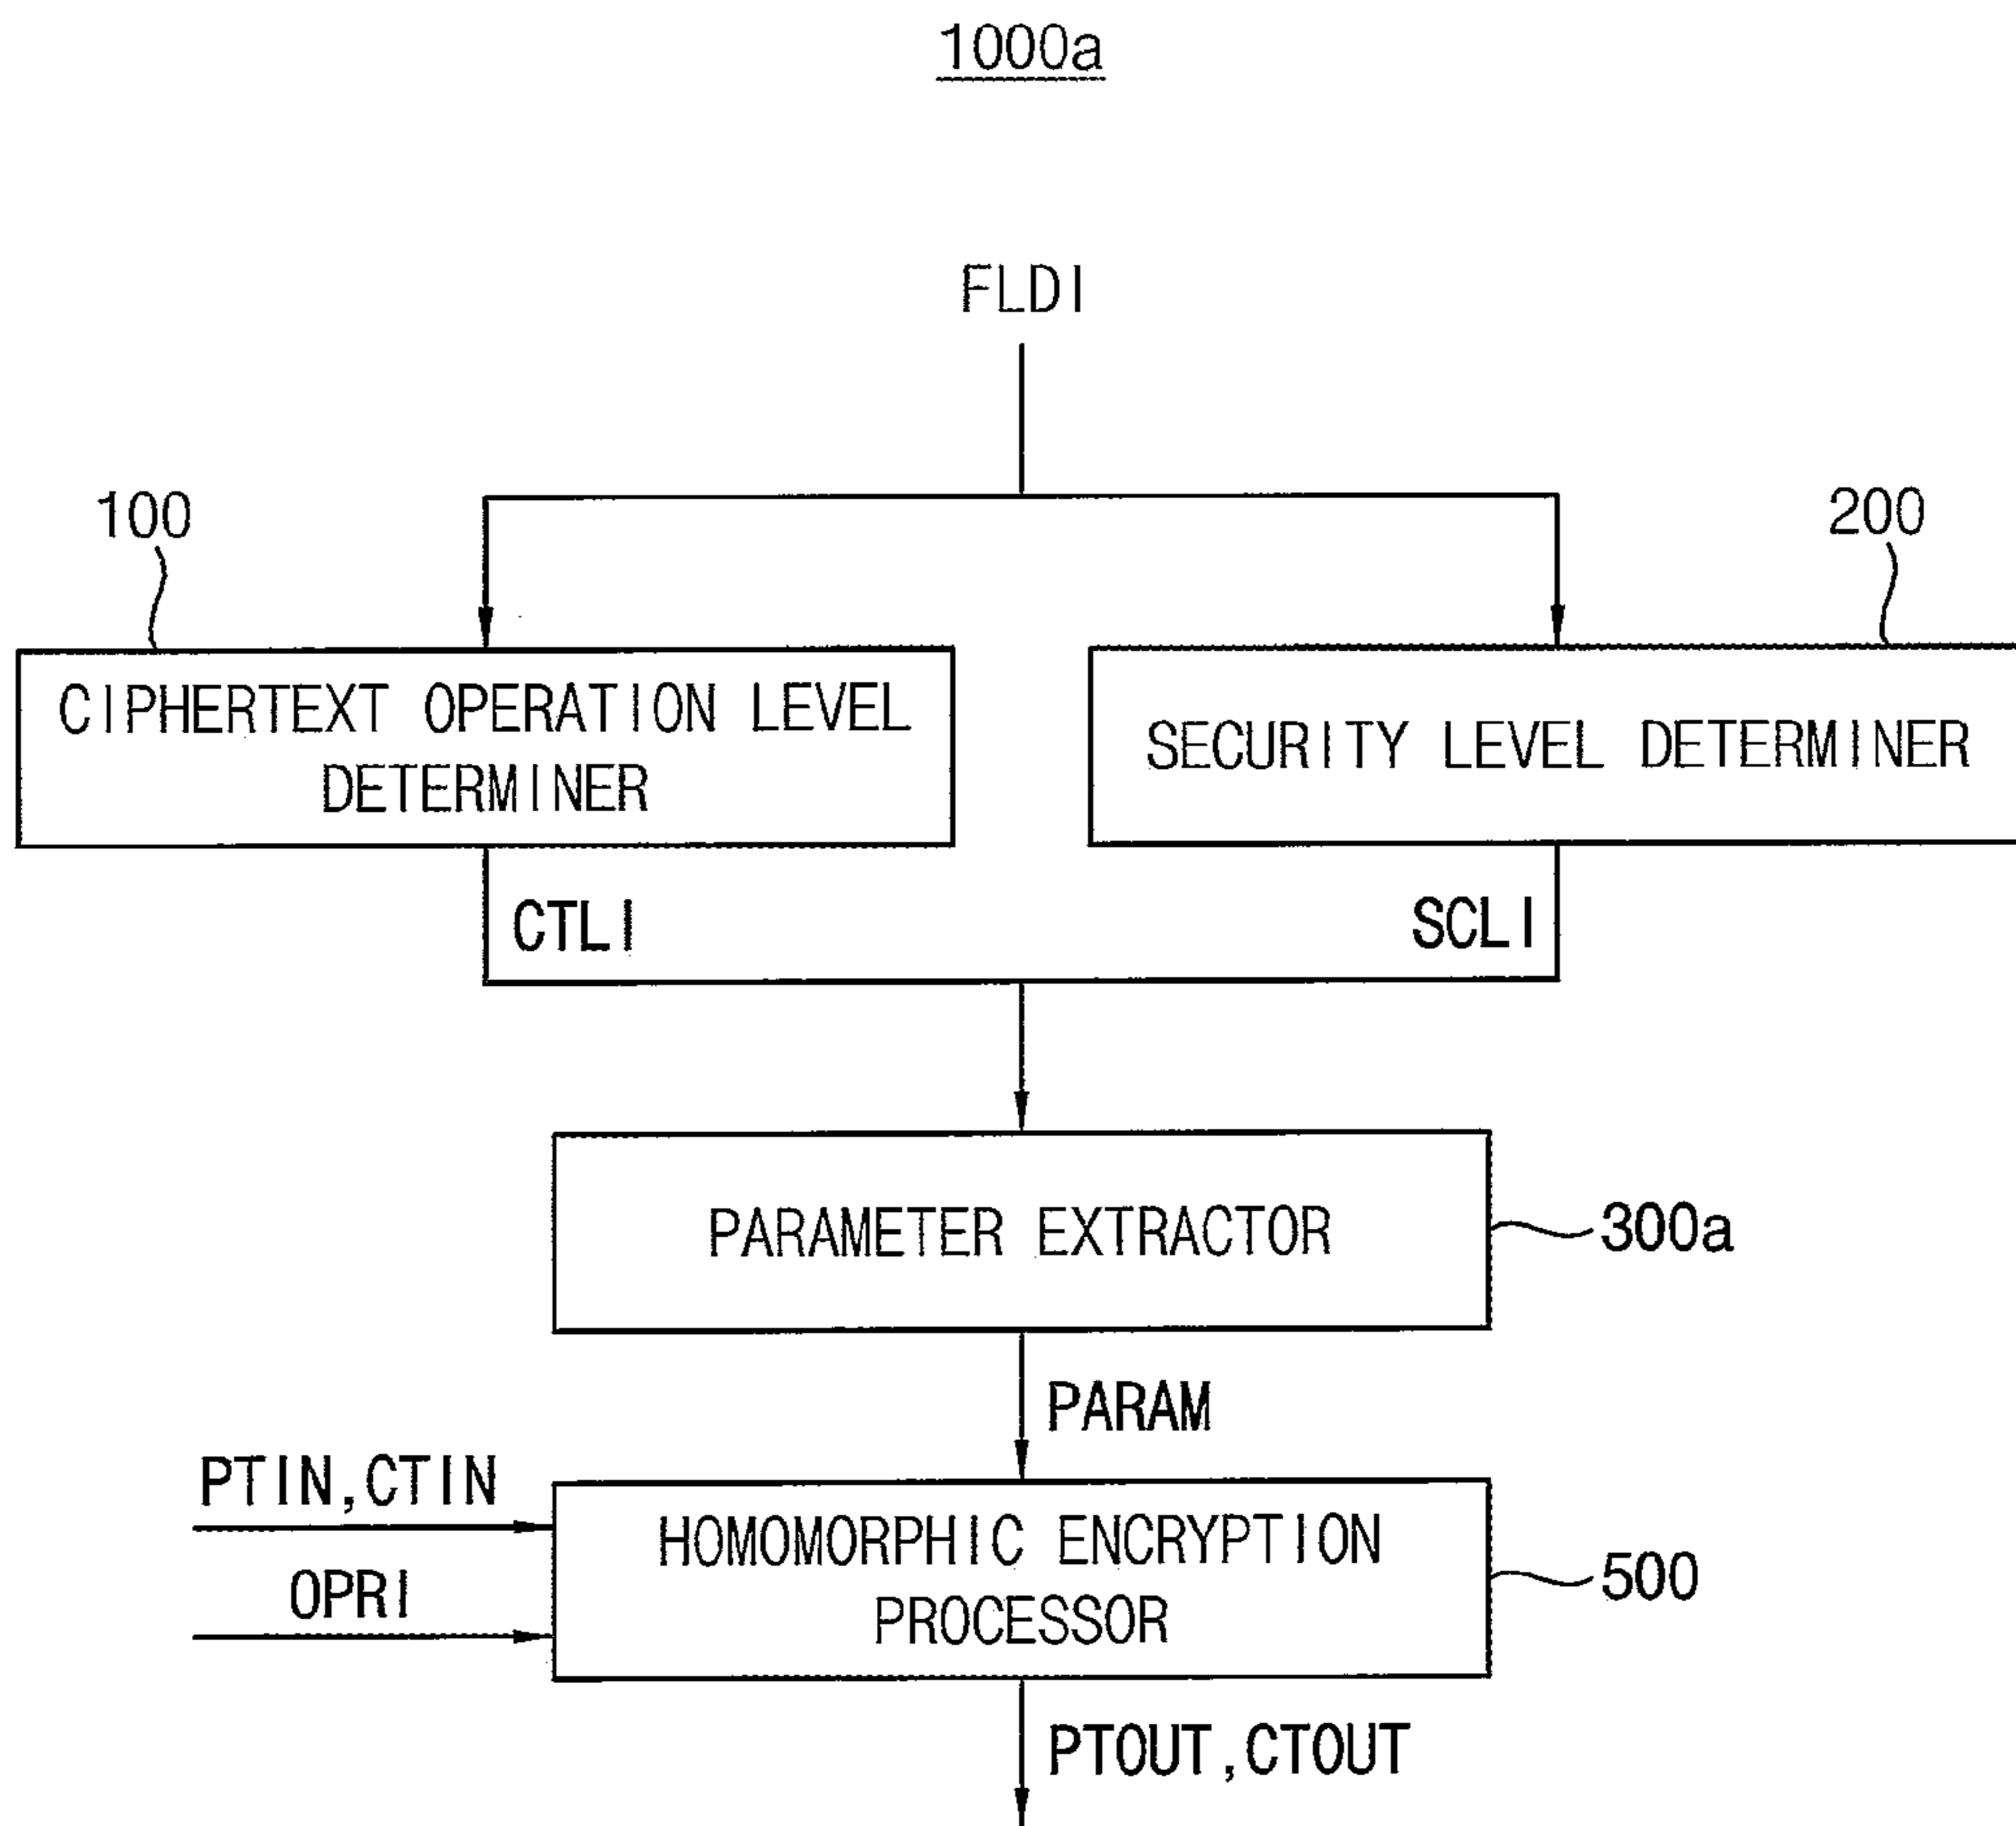 1000a
FLDI
100
200
CIPHERTEXT OPERATION LEVEL
DETERMINER
SECURITY LEVEL DETERMINER
CTLI
SCLI
PARAMETER EXTRACTOR
300a
PARAM
PTIN,CTIN
OPRI
HOMOMORPHIC ENCRYPTION
PROCESSOR
500
PTOUT,CTOUT